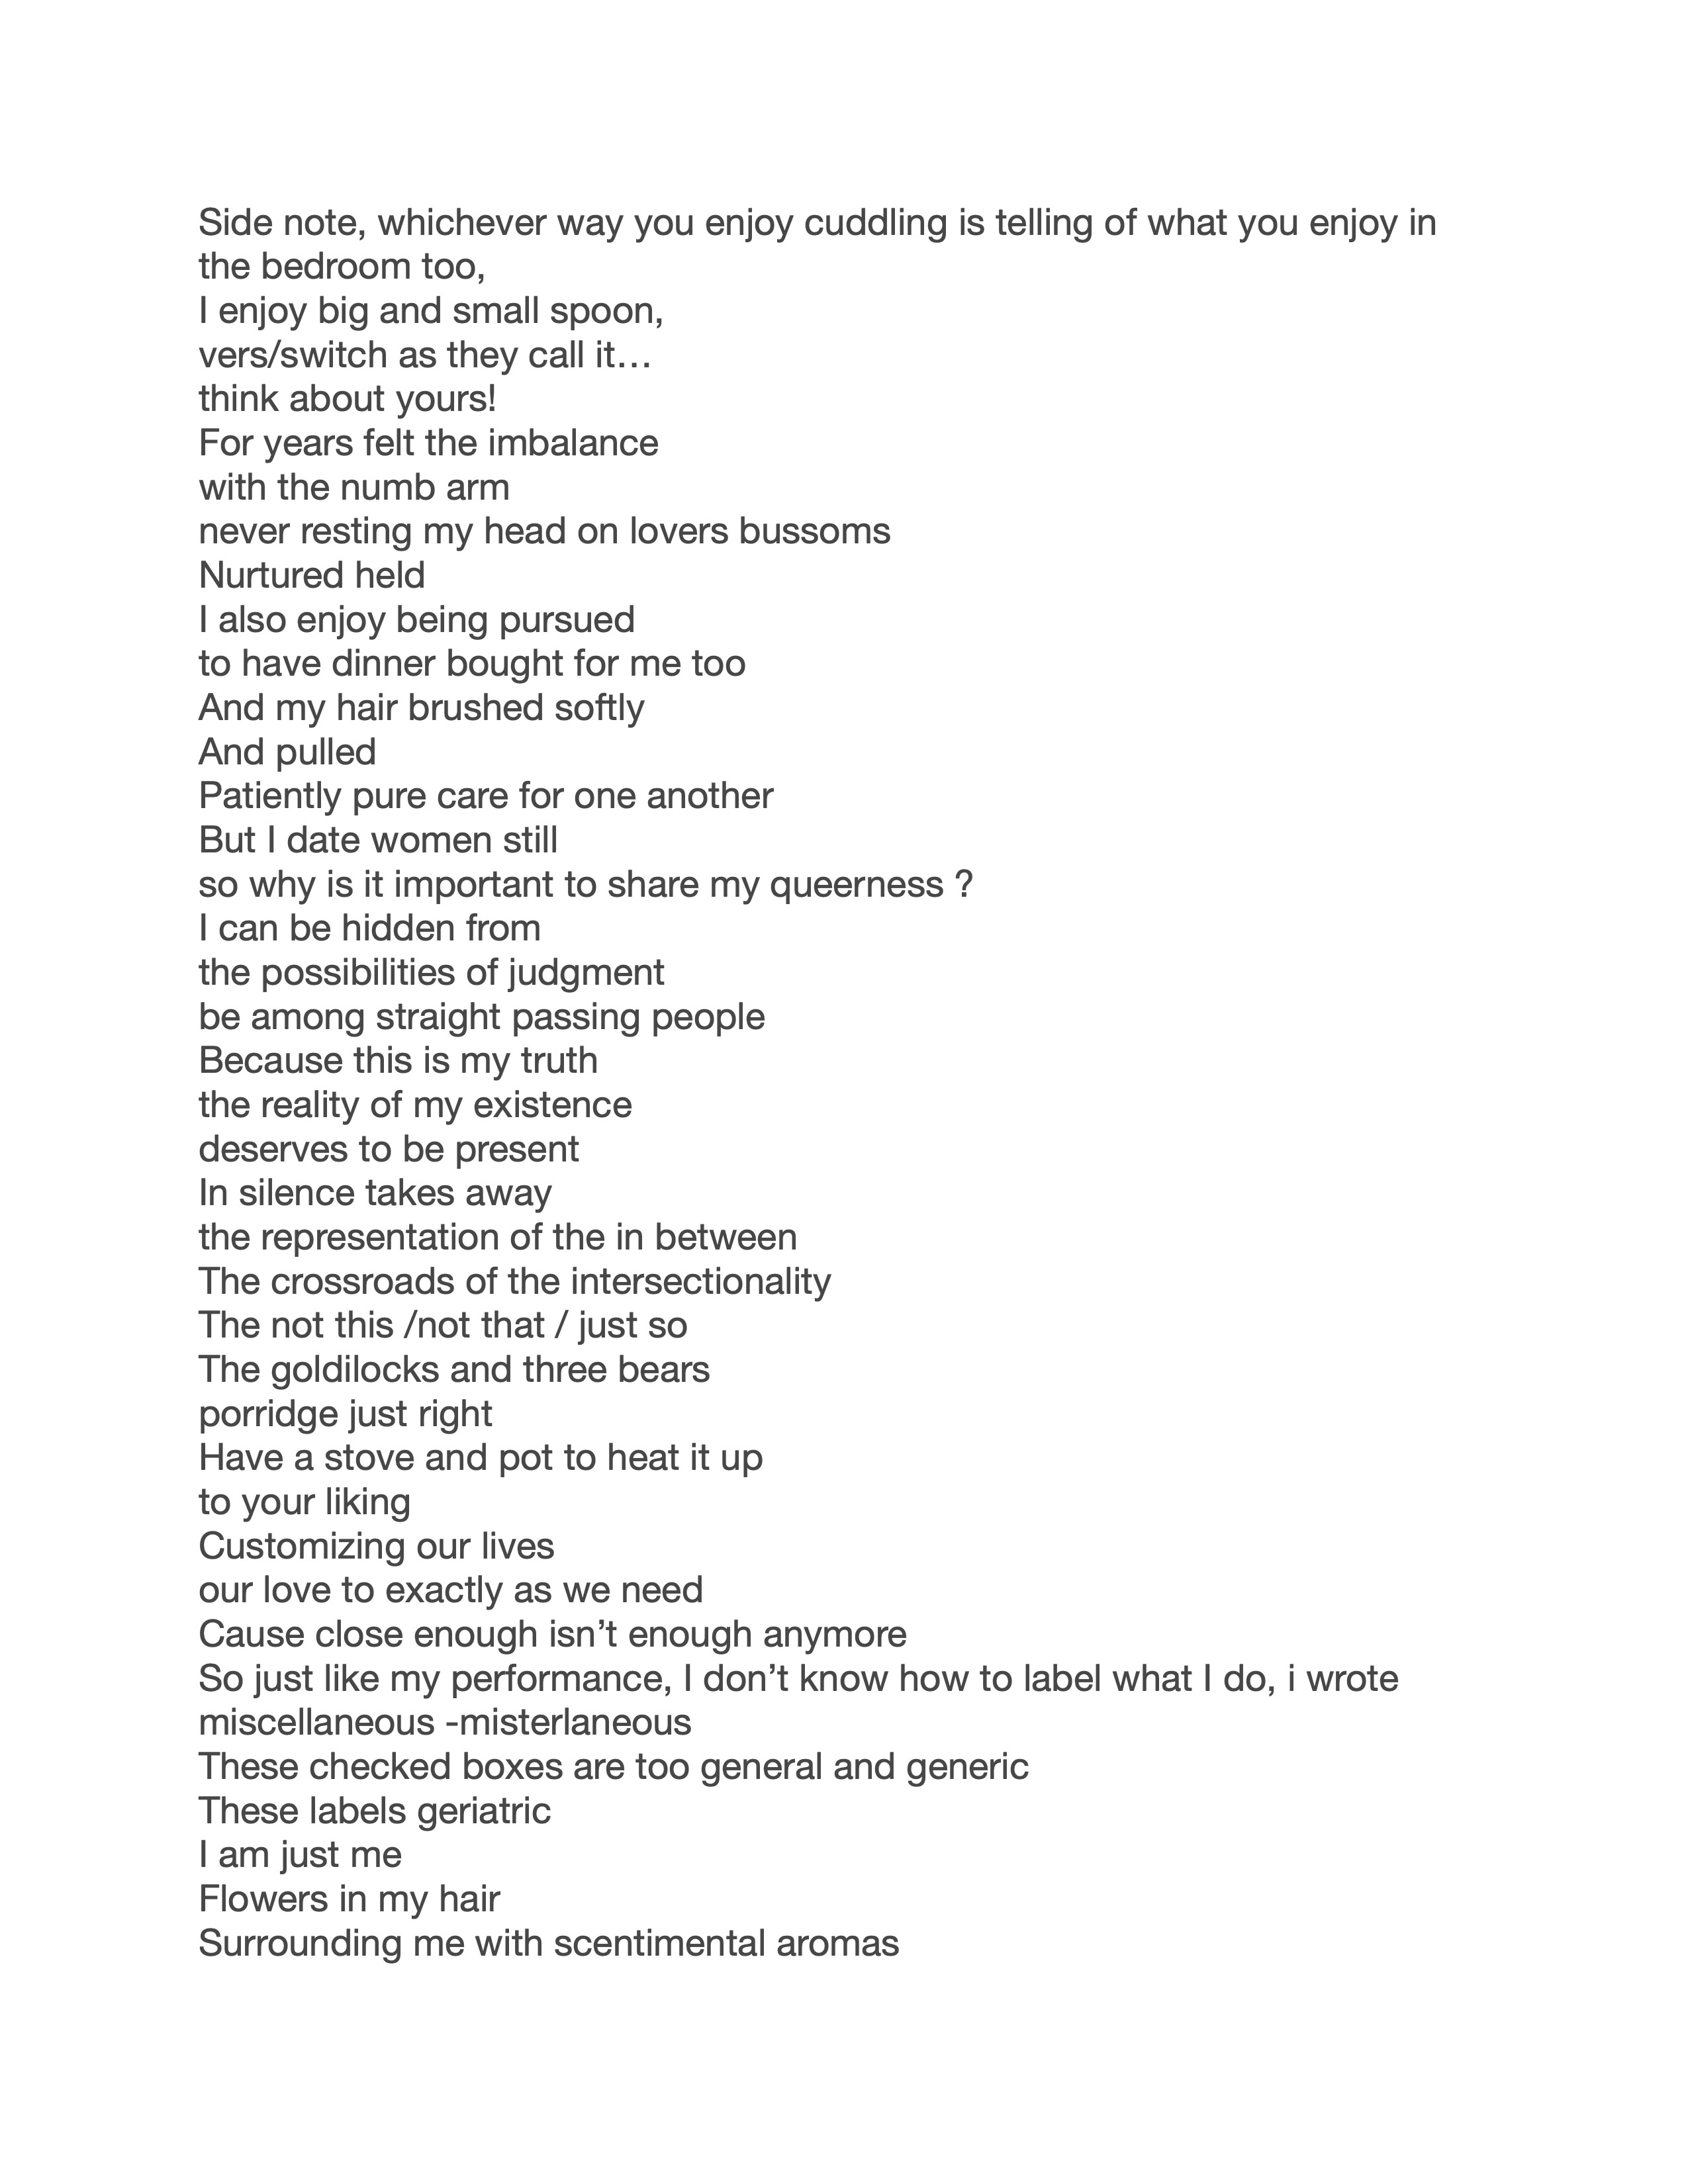 Side note, whichever way you enjoy cuddling is telling of what you enjoy in
the bedroom too,
I enjoy big and small spoon,
vers/switch as they call it…
think about yours!
For years felt the imbalance
with the numb arm
never resting my head on lovers bussoms
Nurtured held
I also enjoy being pursued
to have dinner bought for me too
And my hair brushed softly
And pulled
Patiently pure care for one another
But I date women still
so why is it important to share my queerness ?
I can be hidden from
the possibilities of judgment
be among straight passing people
Because this is my truth
the reality of my existence
deserves to be present
In silence takes away
the representation of the in between
The crossroads of the intersectionality
The not this /not that / just so
The goldilocks and three bears
porridge just right
Have a stove and pot to heat it up
to your liking
Customizing our lives
our love to exactly as we need
Cause close enough isn’t enough anymore
So just like my performance, I don’t know how to label what I do, i wrote
miscellaneous -misterlaneous
These checked boxes are too general and generic
These labels geriatric
I am just me
Flowers in my hair
Surrounding me with scentimental aromas